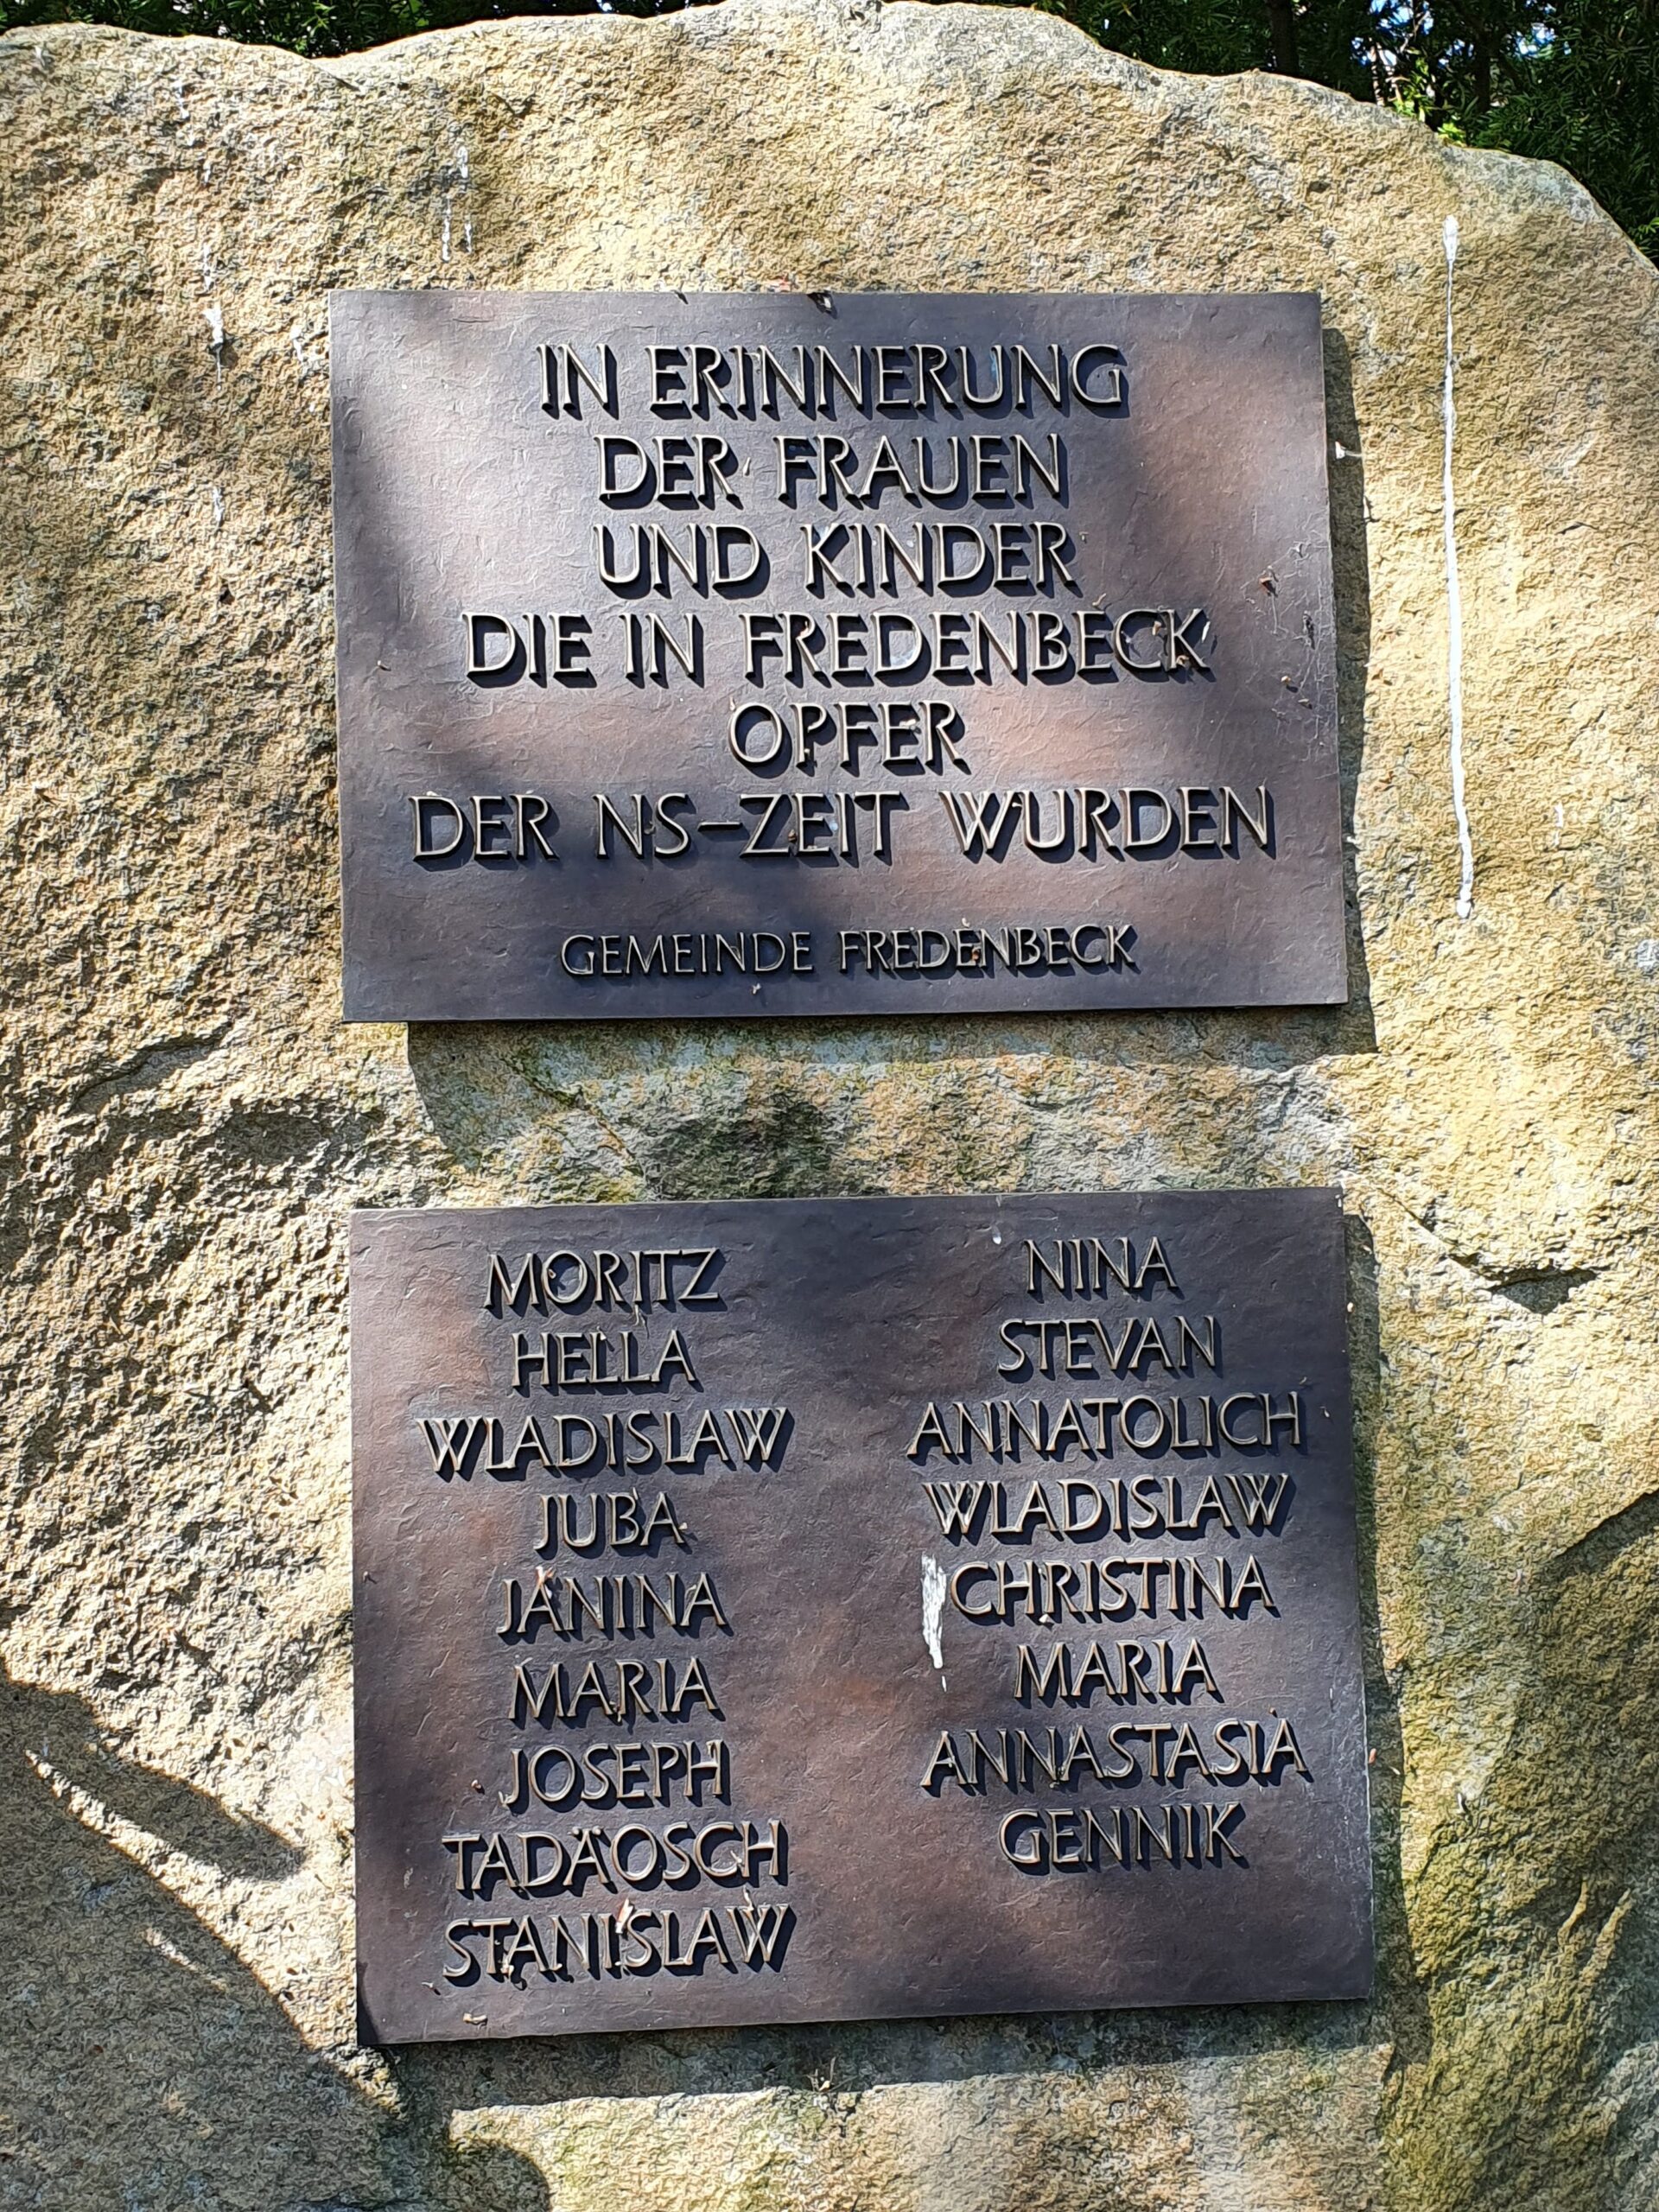 IN ERINNERUNG
DER FRAUEN
UND KINDER
DIE IN FREDENBECK
OPFER
DER NS-ZEIT WURDEN
GEMEINDE FREDENBECK
MORITZ
HELLA
WLADISLAW
JUBA
JANINA
MARIA
JOSEPH
TADÄOSCH
STANISLAW
NINA
STEVAN
ANNATOLICH
WLADISLAW
CHRISTINA
MARIA
ANNASTASIA
GENNIK